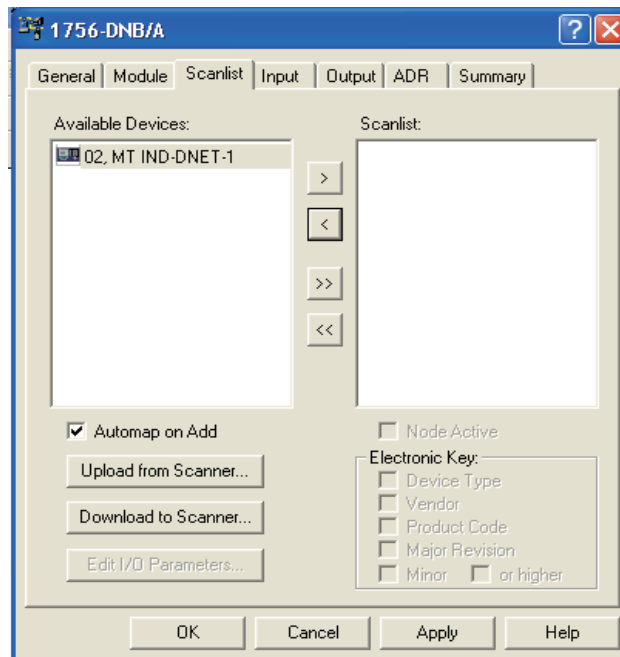 1756-DNB/A
General Module Scanlist Input Output ADR Summary
Available Devices: Scanlist:
02, MT IND-DNET-1
>
<
>>
<<
Automap on Add
Node Active
Upload from Scanner...
Electronic Key:
Device Type
Vendor
Download to Scanner...
Product Code
Major Revision
Edit I/O Parameters...
Minor or higher
OK Cancel Apply Help